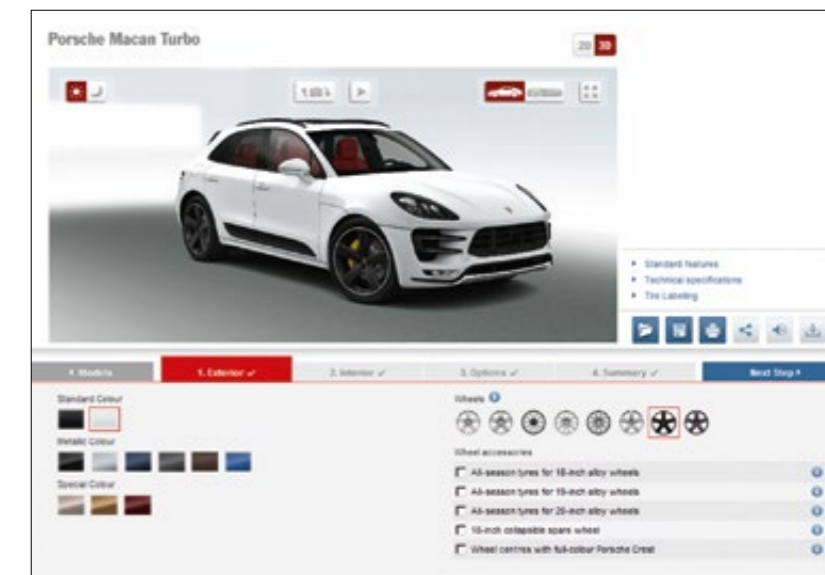 Porsche Macan Turbo
2D 3D
Standard features
Technical specifications
Tire Labeling
Models
1. Exterior
2. Interior
3. Options
4. Summary
Next Step
Standard Colour
Metallic Colour
Special Colour
Wheels
Wheel accessories
All-season tyres for 18-inch alloy wheels
All-season tyres for 19-inch alloy wheels
All-season tyres for 20-inch alloy wheels
18-inch collapsible spare wheel
Wheel centres with full-colour Porsche Crest